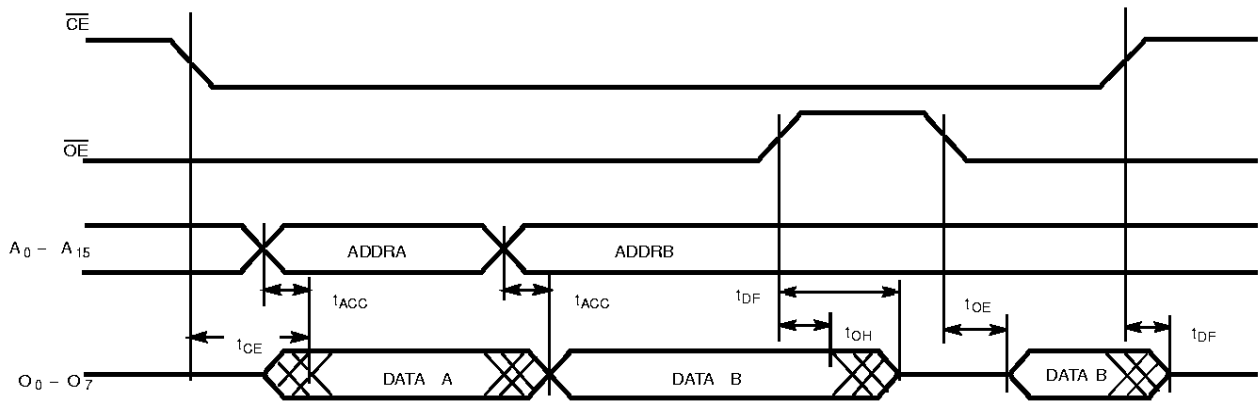 CE
OE
A0 – A15
ADDRA
ADDRB
tACC
tACC
tDF
tOE
tCE
tOH
tDF
O0 – O7
DATA A
DATA B
DATA B